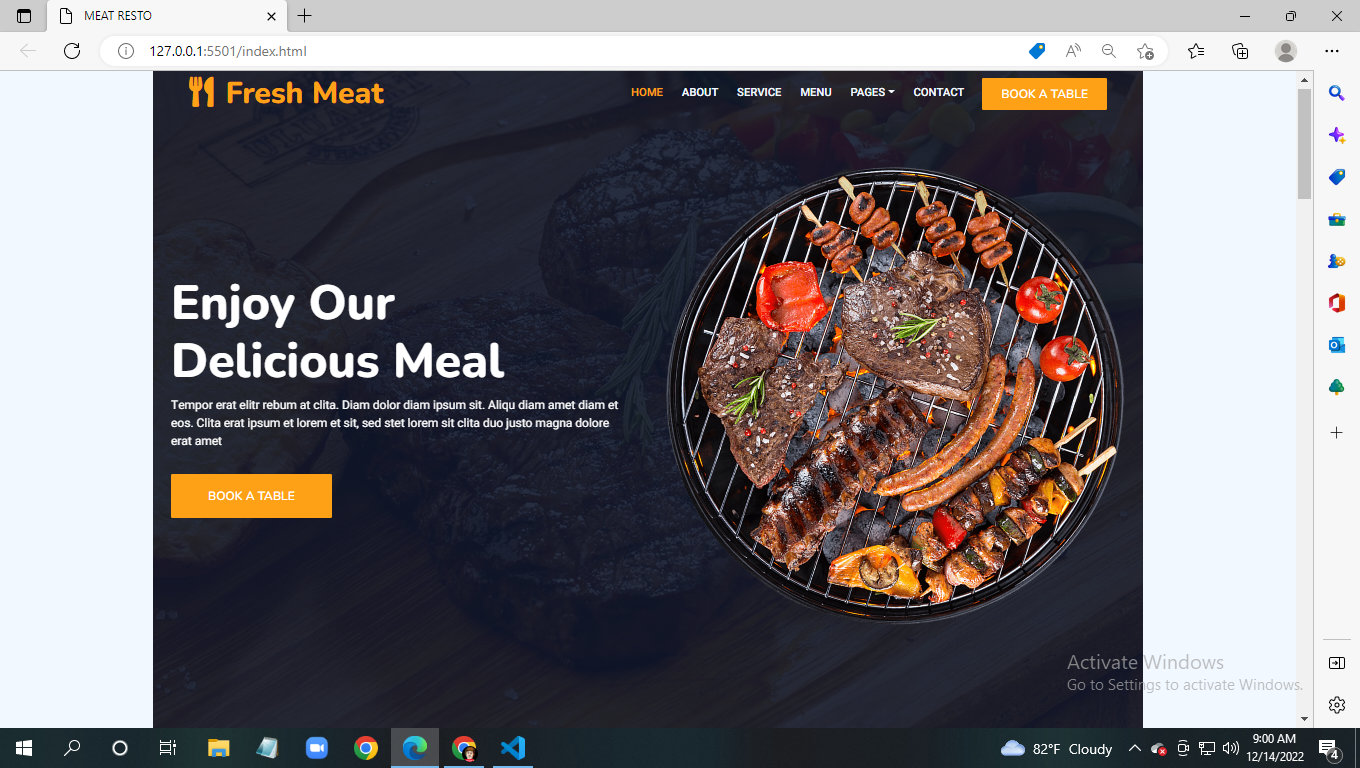 MEAT RESTO
127.0.0.1:5501/index.html
Fresh Meat
HOME ABOUT SERVICE MENU PAGES CONTACT BOOK A TABLE
Enjoy Our
Delicious Meal
Tempor erat elitr rebum at clita. Diam dolor diam ipsum sit. Aliqu diam amet diam et
eos. Clita erat ipsum et lorem et sit, sed stet lorem sit clita duo justo magna dolore
erat amet
BOOK A TABLE
Activate Windows
Go to Settings to activate Windows.
82°F Cloudy
9:00 AM
12/14/2022
4